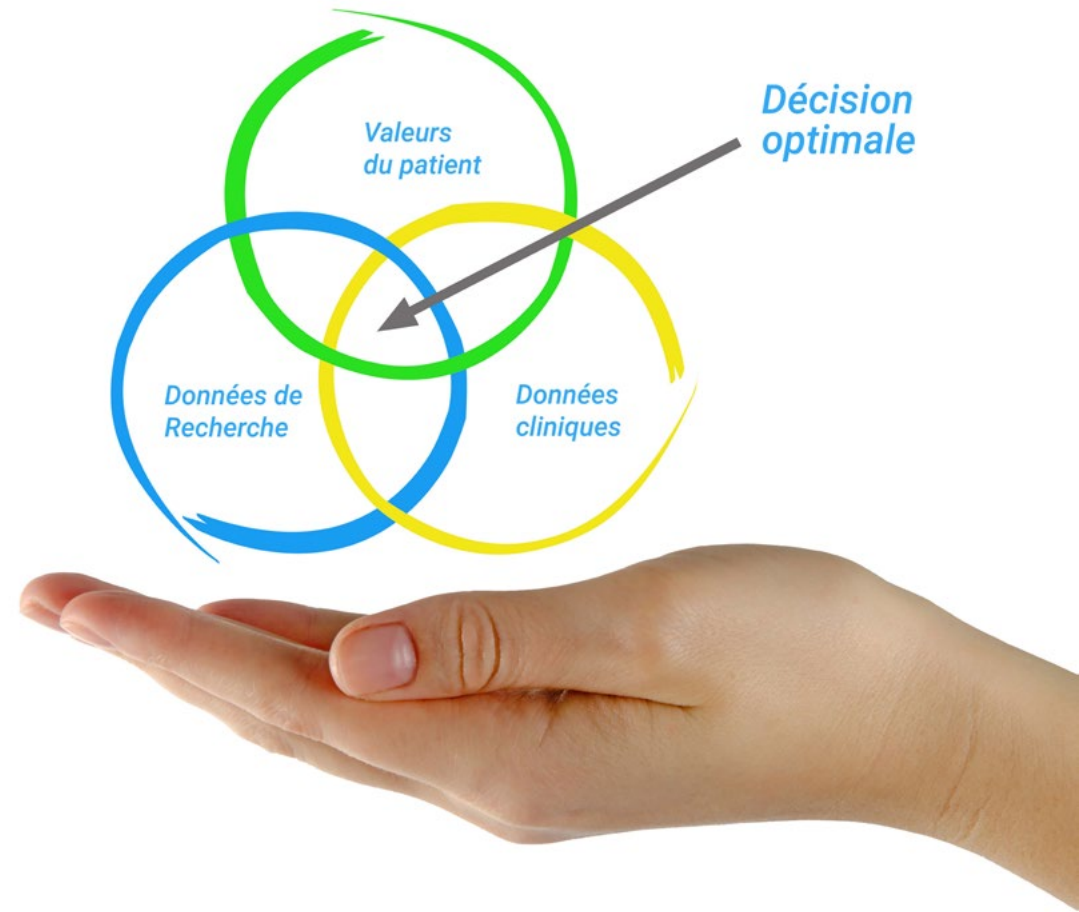 Valeurs
du patient
Décision
optimale
Données de
Recherche
Données
cliniques